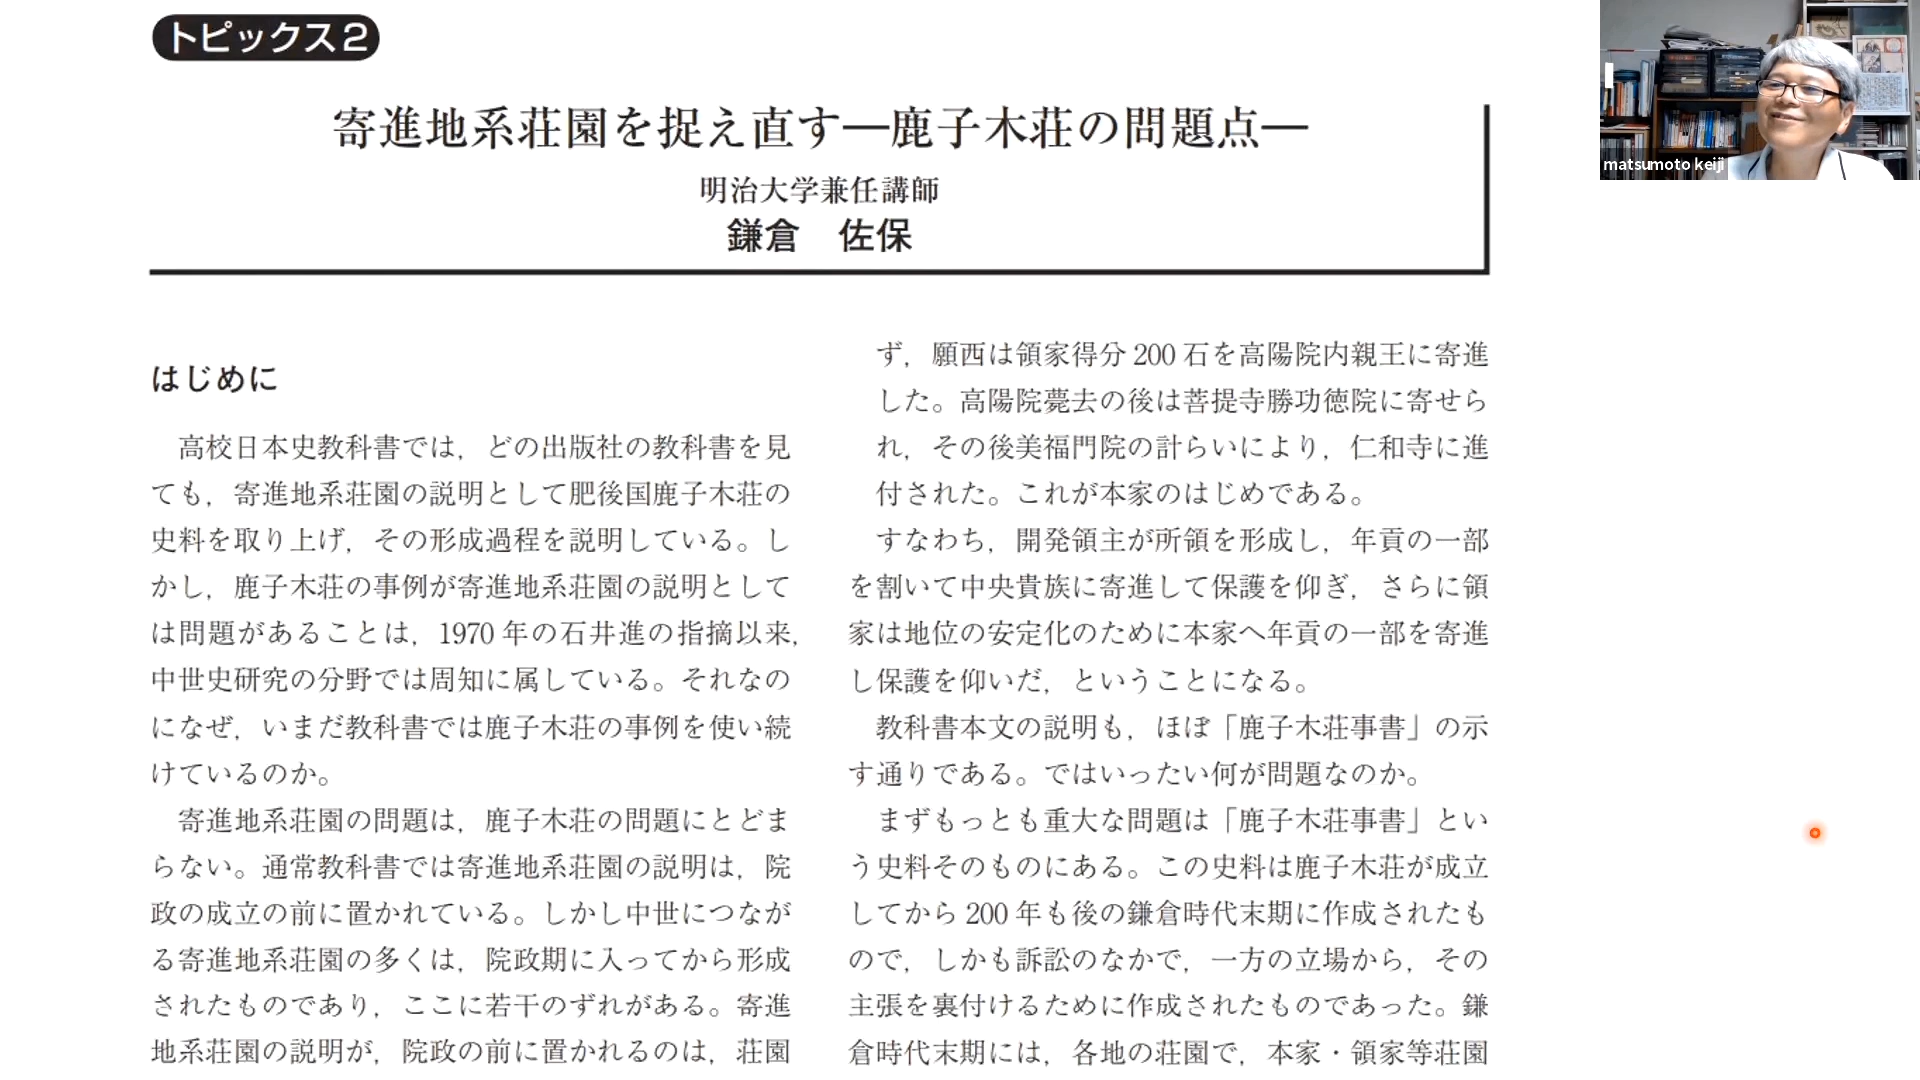 トピックス2
寄進地系荘園を捉え直す―鹿子木荘の問題点―
明治大学兼任講師
鎌倉　佐保
はじめに
高校日本史教科書では，どの出版社の教科書を見
ても，寄進地系荘園の説明として肥後国鹿子木荘の
史料を取り上げ，その形成過程を説明している。し
かし，鹿子木荘の事例が寄進地系荘園の説明として
は問題があることは，1970 年の石井進の指摘以来，
中世史研究の分野では周知に属している。それなの
になぜ，いまだ教科書では鹿子木荘の事例を使い続
けているのか。
寄進地系荘園の問題は，鹿子木荘の問題にとどま
らない。通常教科書では寄進地系荘園の説明は，院
政の成立の前に置かれている。しかし中世につなが
る寄進地系荘園の多くは，院政期に入ってから形成
されたものであり，ここに若干のずれがある。寄進
地系荘園の説明が，院政の前に置かれるのは，荘園
ず，願西は領家得分 200 石を高陽院内親王に寄進
した。高陽院薨去の後は菩提寺勝功徳院に寄せら
れ，その後美福門院の計らいにより，仁和寺に進
付された。これが本家のはじめである。
すなわち，開発領主が所領を形成し，年貢の一部
を割いて中央貴族に寄進して保護を仰ぎ，さらに領
家は地位の安定化のために本家へ年貢の一部を寄進
し保護を仰いだ，ということになる。
教科書本文の説明も，ほぼ「鹿子木荘事書」の示
す通りである。ではいったい何が問題なのか。
まずもっとも重大な問題は「鹿子木荘事書」とい
う史料そのものにある。この史料は鹿子木荘が成立
してから 200 年も後の鎌倉時代末期に作成されたも
ので，しかも訴訟のなかで，一方の立場から，その
主張を裏付けるために作成されたものであった。鎌
倉時代末期には，各地の荘園で，本家・領家等荘園
matsumoto keiji